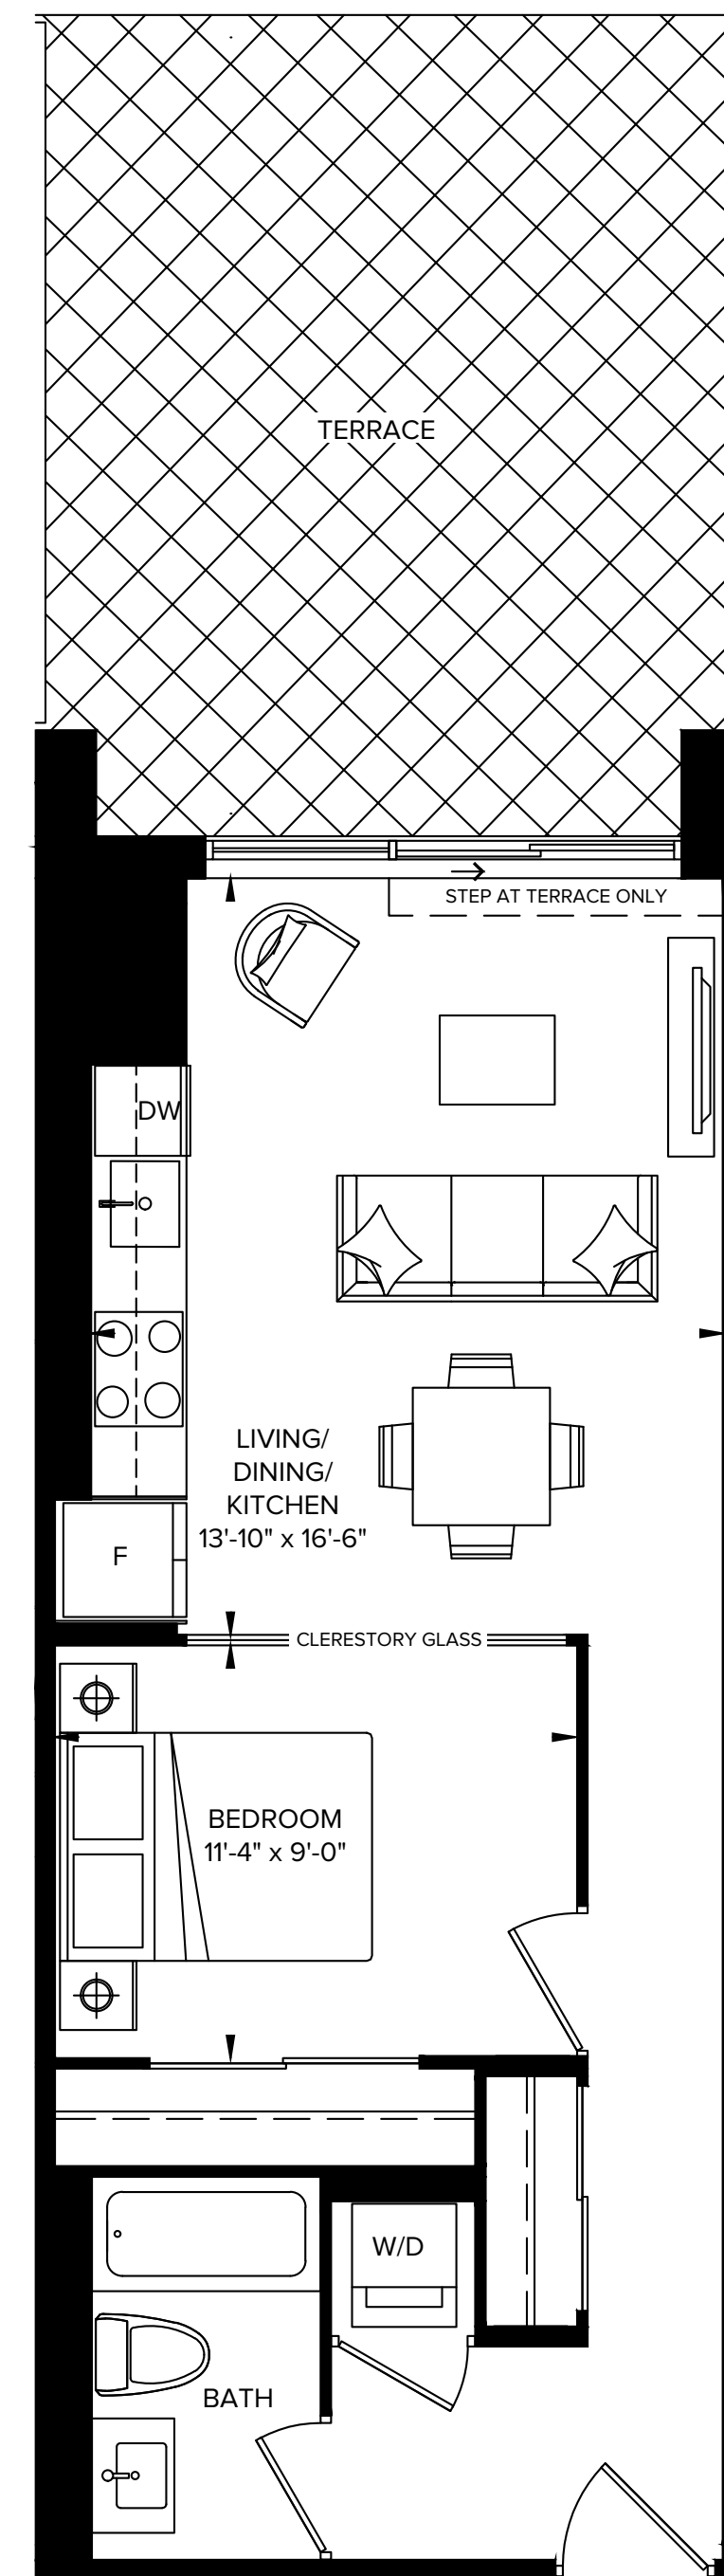 TERRACE
STEP AT TERRACE ONLY
DW
LIVING/
DINING/
KITCHEN
13'-10" x 16'-6"
F
CLERESTORY GLASS
BEDROOM
11'-4" x 9'-0"
W/D
BATH